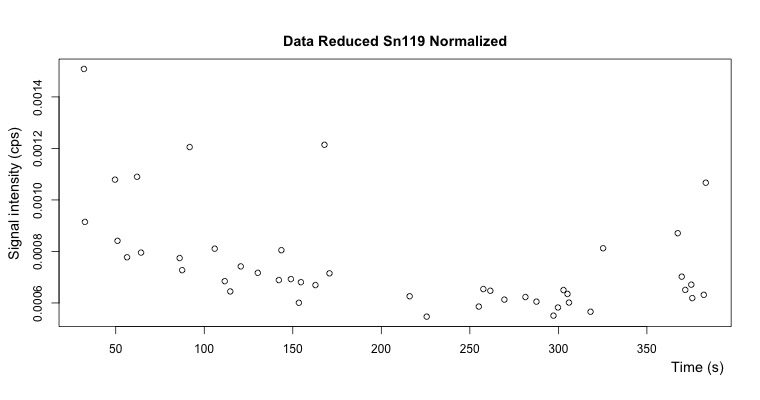 Data Reduced Sn119 Normalized
Signal intensity (cps)
0.0014
0.0012
0.0010
0.0008
0.0006
50 100 150 200 250 300 350
Time (s)